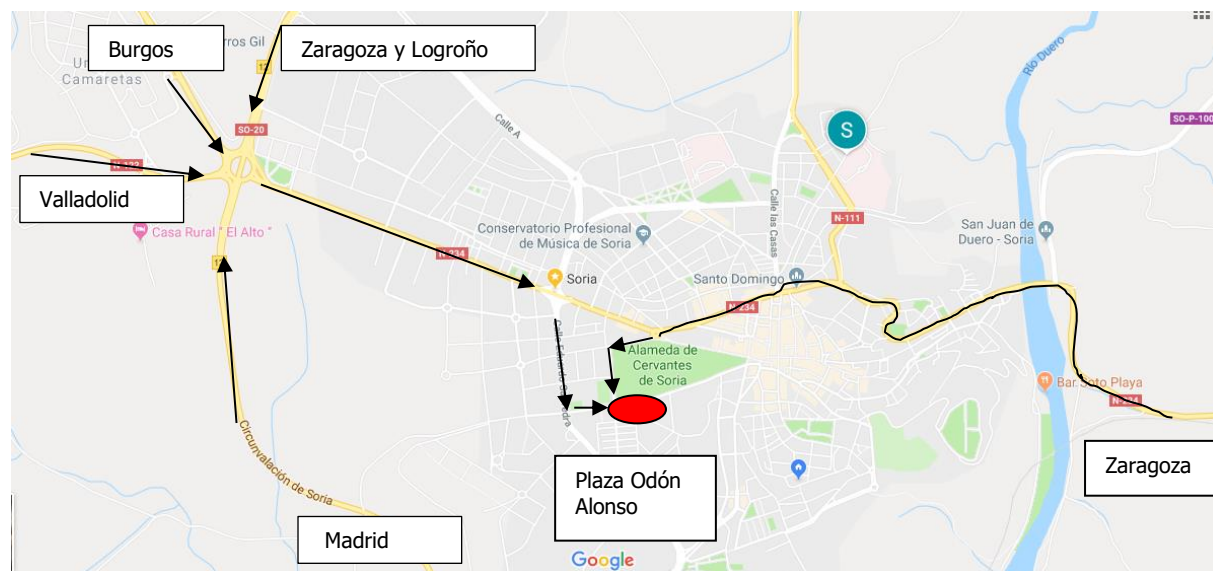 Burgos
Zaragoza y Logroño
rros Gil
Camaretas
Calle A
Río Duero
SO-P-100
SO-20
S
Valladolid
Casa Rural " El Alto "
N-111
Calle las Casas
Conservatorio Profesional
de Música de Soria
San Juan de
Duero - Soria
N-234
Soria
Santo Domingo
N-234
Alameda de
Cervantes
de Soria
Bar Soto Playa
N-234
Circunvalación de Soria
Plaza Odón
Alonso
Zaragoza
Madrid
Google